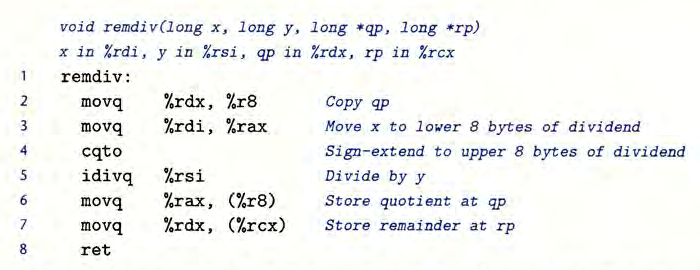 void remdiv(long x, long y, long *qp, long *rp)
x in %rdi, y in %rsi, qp in %rdx, rp in %rcx
1 remdiv:
2 movq %rdx, %r8 Copy qp
3 movq %rdi, %rax Move x to lower 8 bytes of dividend
4 cqto Sign-extend to upper 8 bytes of dividend
5 idivq %rsi Divide by y
6 movq %rax, (%r8) Store quotient at qp
7 movq %rdx, (%rcx) Store remainder at rp
8 ret